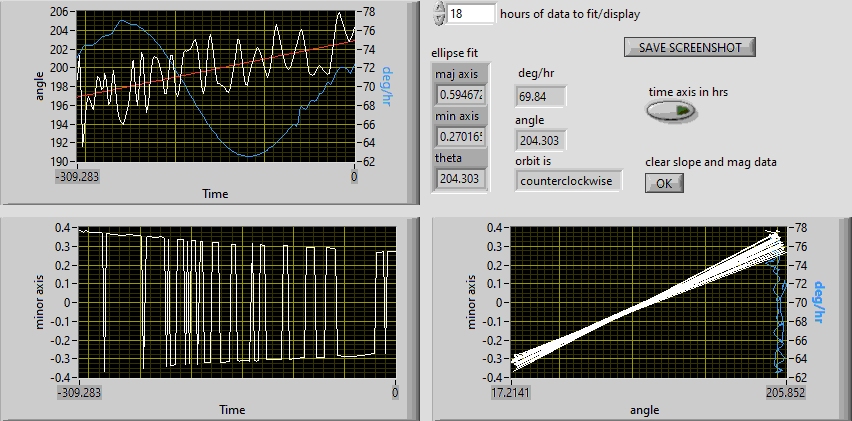 206
204
202
200
198
196
194
192
190
angle
78
76
74
72
70
68
66
64
62
deg/hr
-309.283
0
Time
18
hours of data to fit/display
SAVE SCREENSHOT
ellipse fit
maj axis
0.594672
min axis
0.270165
theta
204.303
deg/hr
69.84
angle
204.303
orbit is
counterclockwise
time axis in hrs
clear slope and mag data
OK
0.4
0.3
0.2
0.1
0
-0.1
-0.2
-0.3
-0.4
minor axis
-309.283
0
Time
0.4
0.3
0.2
0.1
0
-0.1
-0.2
-0.3
-0.4
minor axis
78
76
74
72
70
68
66
64
62
deg/hr
17.2141
205.852
angle